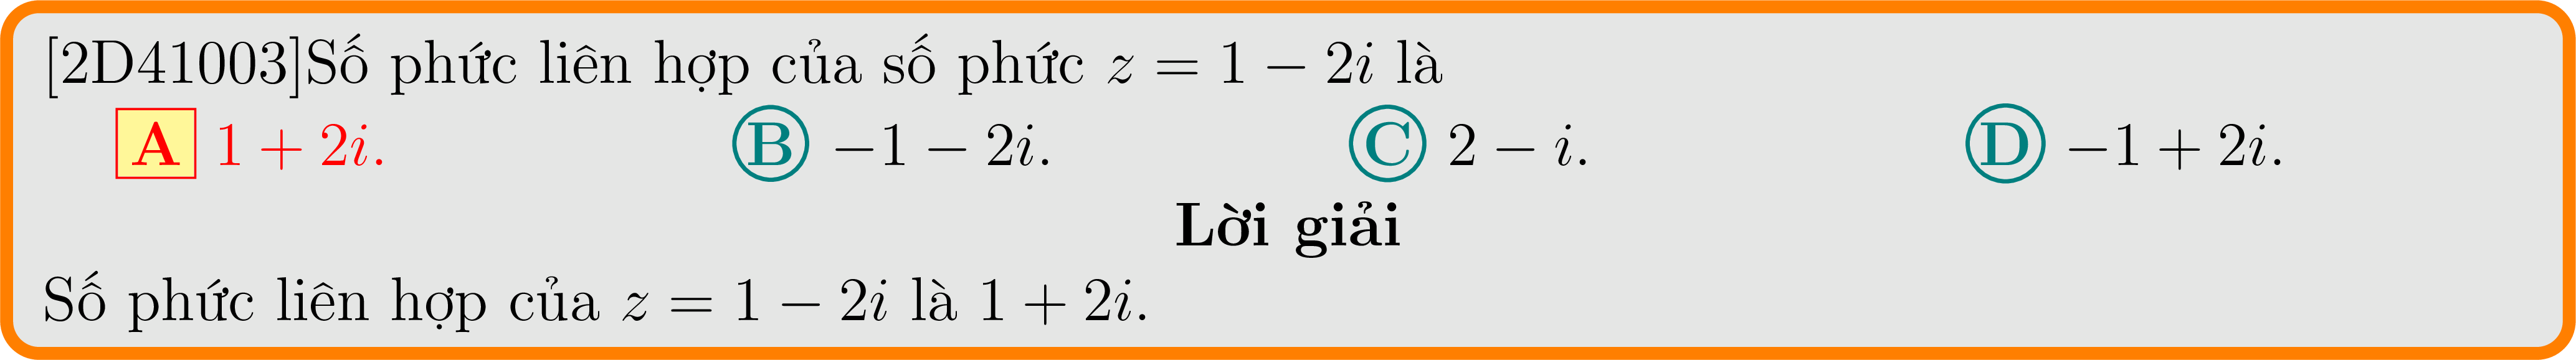 [2D41003]Số phức liên hợp của số phức z = 1 − 2i là
A 1 + 2i. B −1 − 2i. C 2 − i. D −1 + 2i.
Lời giải
Số phức liên hợp của z = 1 − 2i là 1 + 2i.